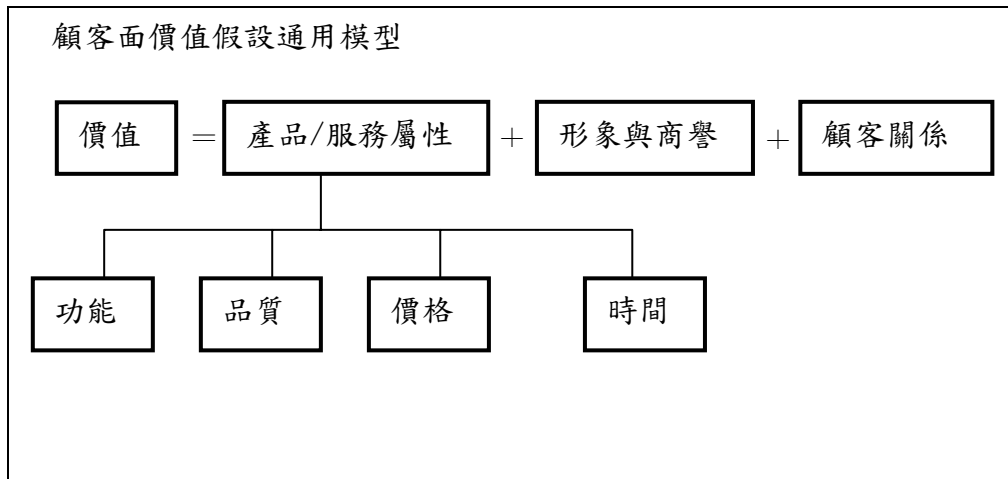 顧客面價值假設通用模型
價值 = 產品/服務屬性 + 形象與商譽 + 顧客關係
功能 品質 價格 時間